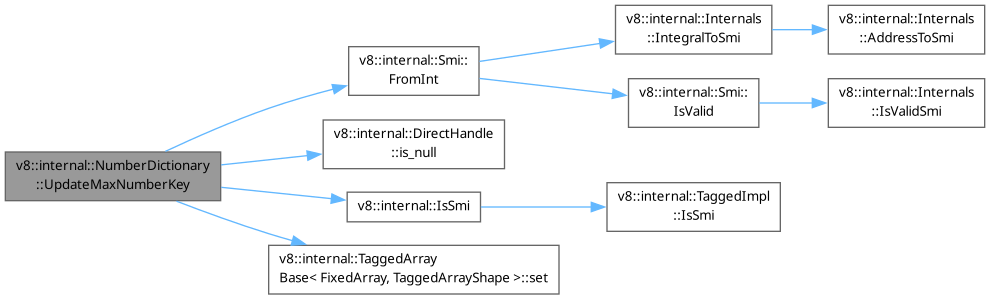 v8::internal::NumberDictionary
::UpdateMaxNumberKey
v8::internal::Smi::
FromInt
v8::internal::Internals
::IntegralToSmi
v8::internal::Internals
::AddressToSmi
v8::internal::Smi::
IsValid
v8::internal::Internals
::IsValidSmi
v8::internal::DirectHandle
::is_null
v8::internal::IsSmi
v8::internal::TaggedImpl
::IsSmi
v8::internal::TaggedArray
Base< FixedArray, TaggedArrayShape >::set